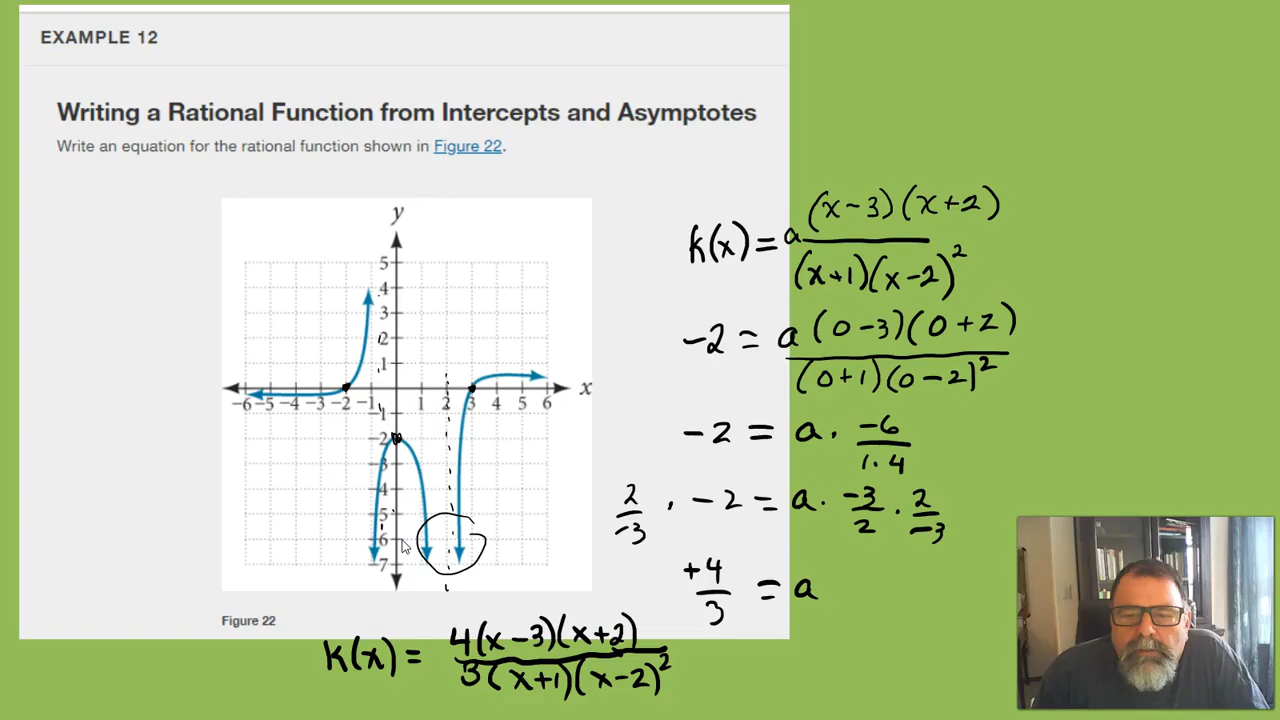 EXAMPLE 12
Writing a Rational Function from Intercepts and Asymptotes
Write an equation for the rational function shown in Figure 22.
y
5
4
3
2
1
-6 -5 -4 -3 -2 -1 1 2 3 4 5 6 x
-1
-2
-3
-4
-5
-6
-7
Figure 22
k(x) = a (x-3)(x+2) / (x+1)(x-2)²
-2 = a (0-3)(0+2) / (0+1)(0-2)²
-2 = a · -6 / 1·4
2/-3 · -2 = a · -3/2 · 2/-3
+4/3 = a
k(x) = 4(x-3)(x+2) / 3(x+1)(x-2)²